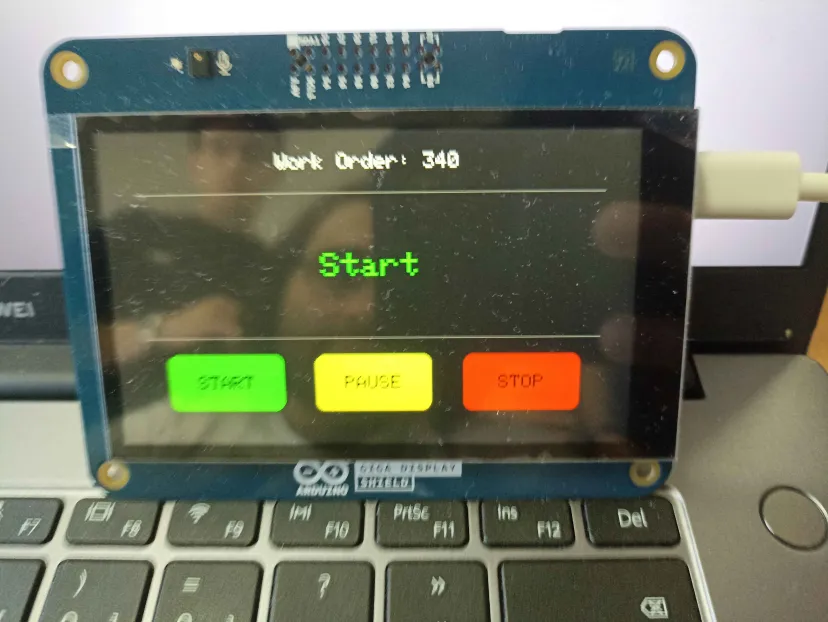 Work Order: 340
Start
START PAUSE STOP
ARDUINO GIGA DISPLAY
SHIELD
F7 F8 F9 F10 PrtSc F11 Ins F12 Del